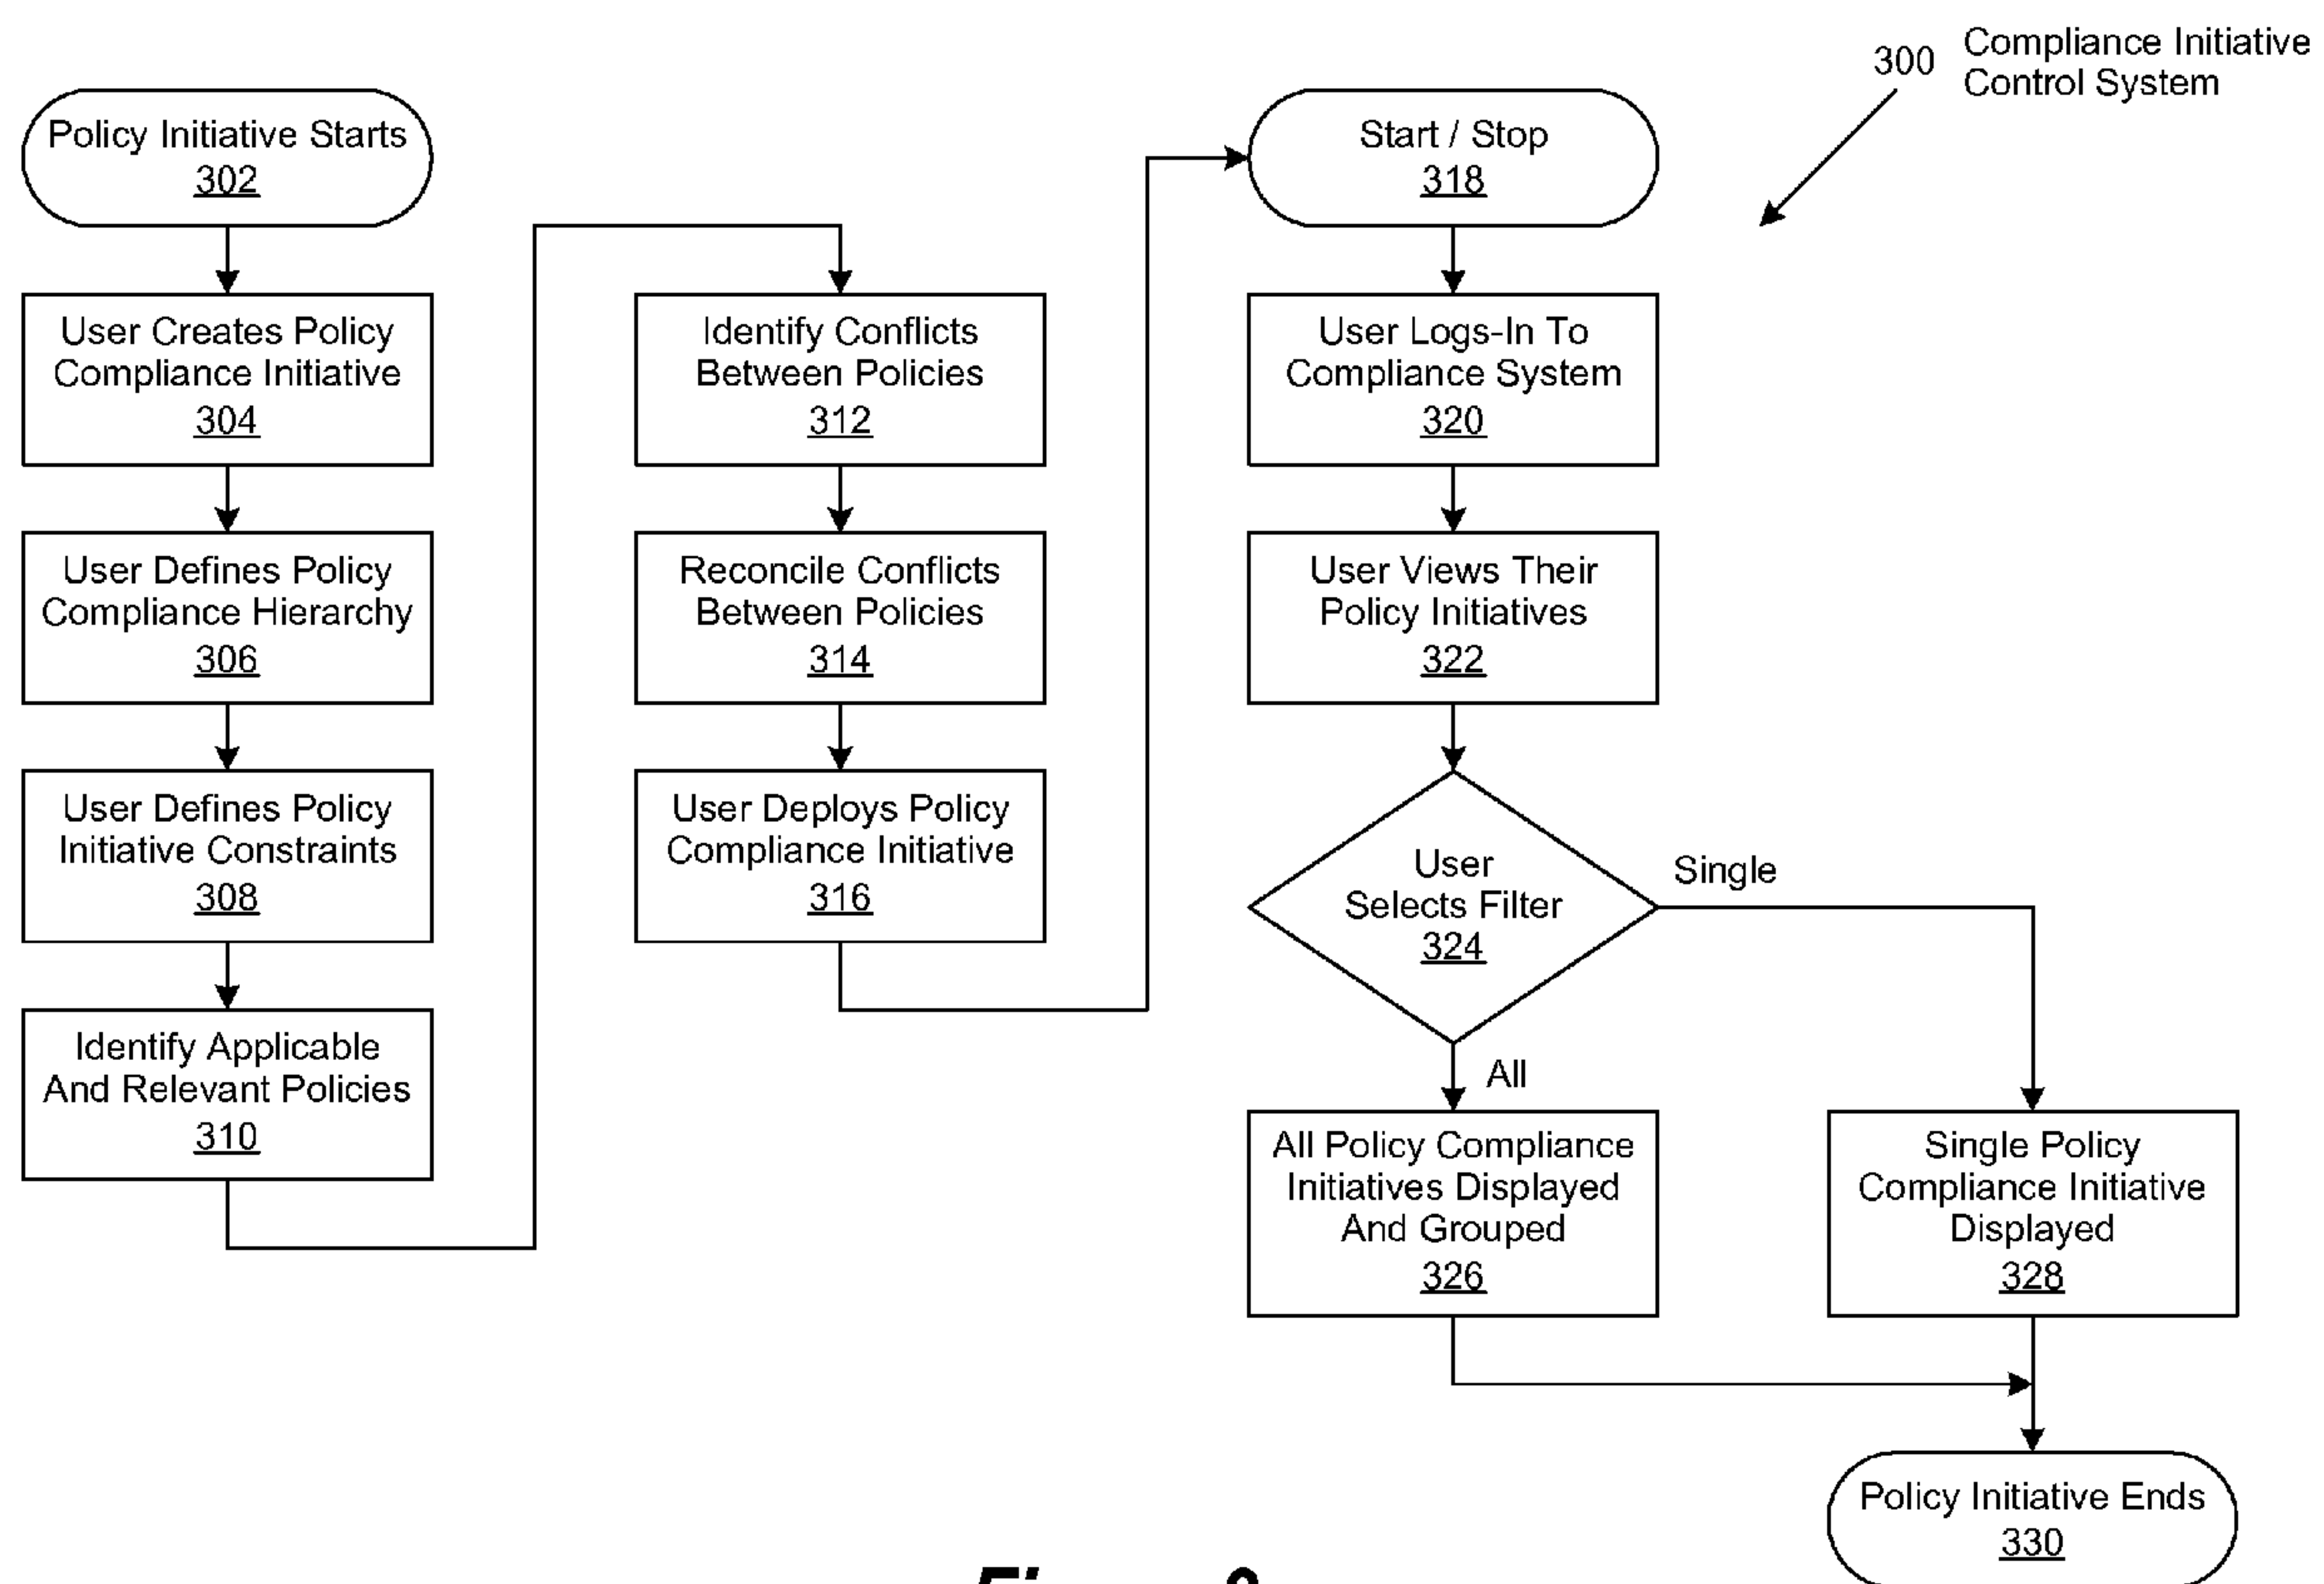 300
Compliance Initiative
Control System
Policy Initiative Starts
302
User Creates Policy
Compliance Initiative
304
User Defines Policy
Compliance Hierarchy
306
User Defines Policy
Initiative Constraints
308
Identify Applicable
And Relevant Policies
310
Identify Conflicts
Between Policies
312
Reconcile Conflicts
Between Policies
314
User Deploys Policy
Compliance Initiative
316
Start / Stop
318
User Logs-In To
Compliance System
320
User Views Their
Policy Initiatives
322
User
Selects Filter
324
Single
All
All Policy Compliance
Initiatives Displayed
And Grouped
326
Single Policy
Compliance Initiative
Displayed
328
Policy Initiative Ends
330